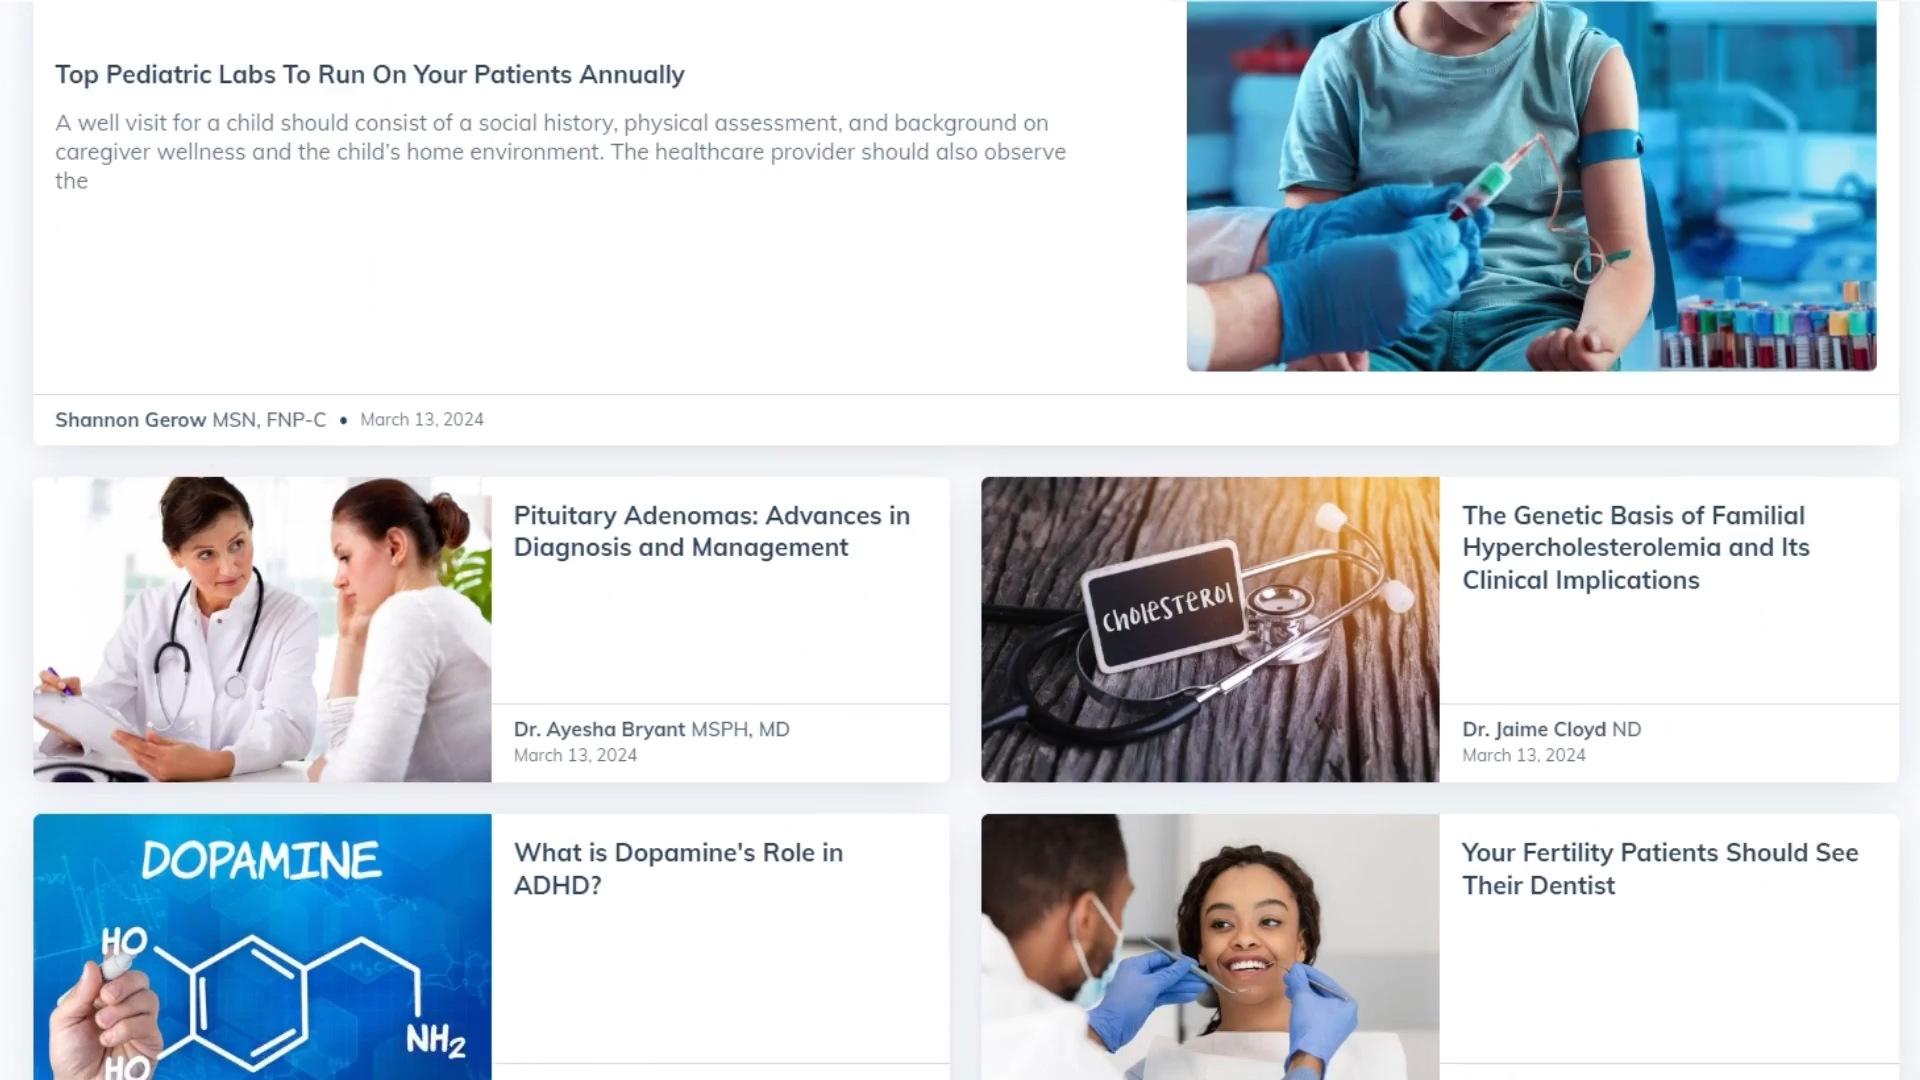 Top Pediatric Labs To Run On Your Patients Annually
A well visit for a child should consist of a social history, physical assessment, and background on
caregiver wellness and the child's home environment. The healthcare provider should also observe
the
Shannon Gerow MSN, FNP-C • March 13, 2024
Pituitary Adenomas: Advances in
Diagnosis and Management
Dr. Ayesha Bryant MSPH, MD
March 13, 2024
CHOLESTEROL
The Genetic Basis of Familial
Hypercholesterolemia and Its
Clinical Implications
Dr. Jaime Cloyd ND
March 13, 2024
DOPAMINE
HO
H₃C
NH₂
HO
What is Dopamine's Role in
ADHD?
Your Fertility Patients Should See
Their Dentist